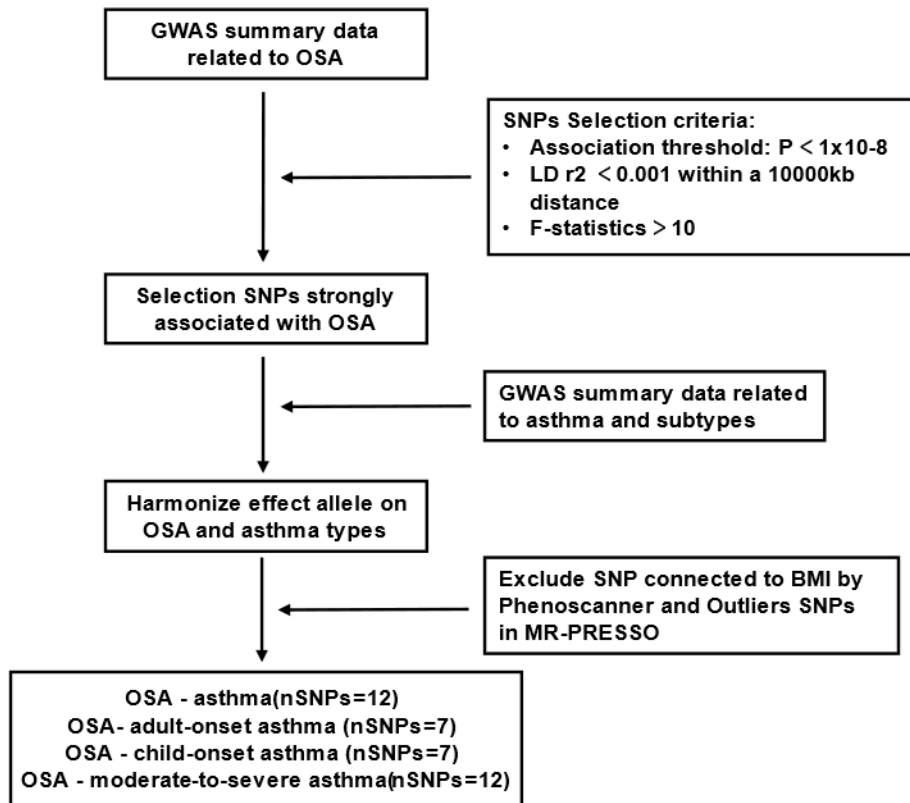 GWAS summary data
related to OSA
SNPs Selection criteria:
• Association threshold: P < 1x10-8
• LD r2 < 0.001 within a 10000kb
distance
• F-statistics > 10
Selection SNPs strongly
associated with OSA
GWAS summary data related
to asthma and subtypes
Harmonize effect allele on
OSA and asthma types
Exclude SNP connected to BMI by
Phenoscanner and Outliers SNPs
in MR-PRESSO
OSA - asthma(nSNPs=12)
OSA- adult-onset asthma (nSNPs=7)
OSA - child-onset asthma (nSNPs=7)
OSA - moderate-to-severe asthma(nSNPs=12)